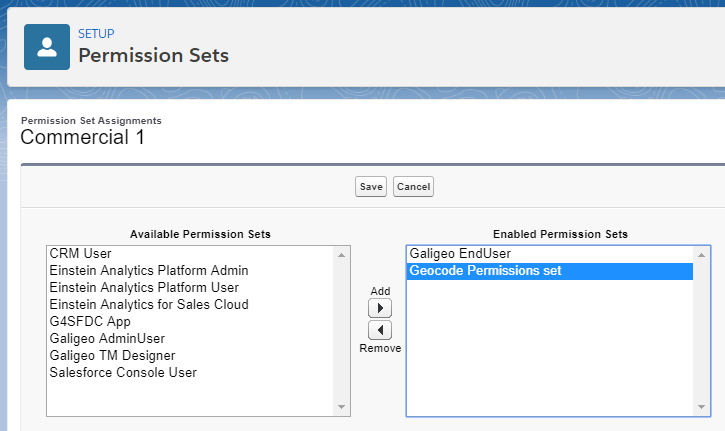 SETUP
Permission Sets
Permission Set Assignments
Commercial 1
Save Cancel
Available Permission Sets
CRM User
Einstein Analytics Platform Admin
Einstein Analytics Platform User
Einstein Analytics for Sales Cloud
G4SFDC App
Galigeo AdminUser
Galigeo TM Designer
Salesforce Console User
Add
Remove
Enabled Permission Sets
Galigeo EndUser
Geocode Permissions set